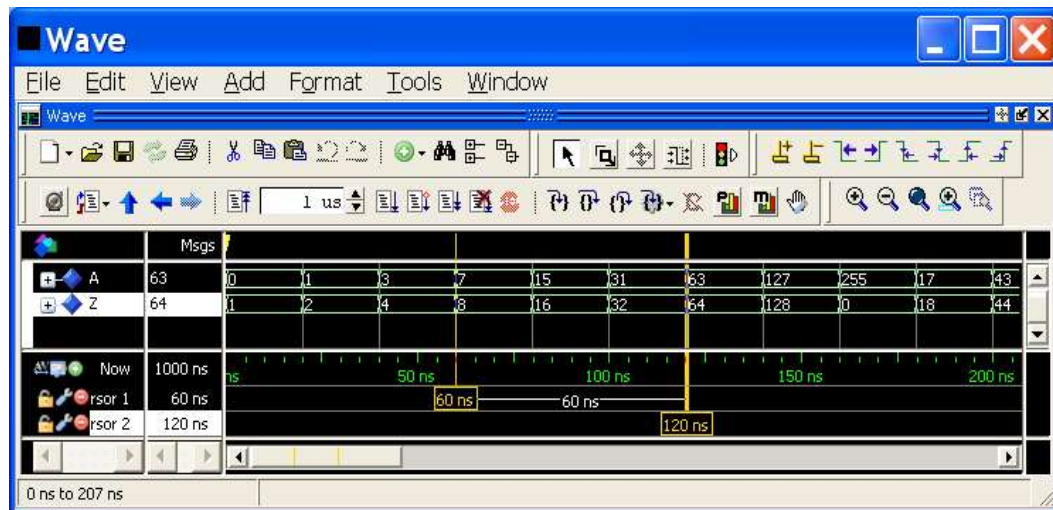 Wave
File Edit View Add Format Tools Window
Wave
1 us
Msgs
A 63 0 1 3 7 15 31 63 127 255 17 43
Z 64 1 2 4 8 16 32 64 128 0 18 44
Now 1000 ns ns 50 ns 100 ns 150 ns 200 ns
rsor 1 60 ns 60 ns 60 ns
rsor 2 120 ns 120 ns
0 ns to 207 ns